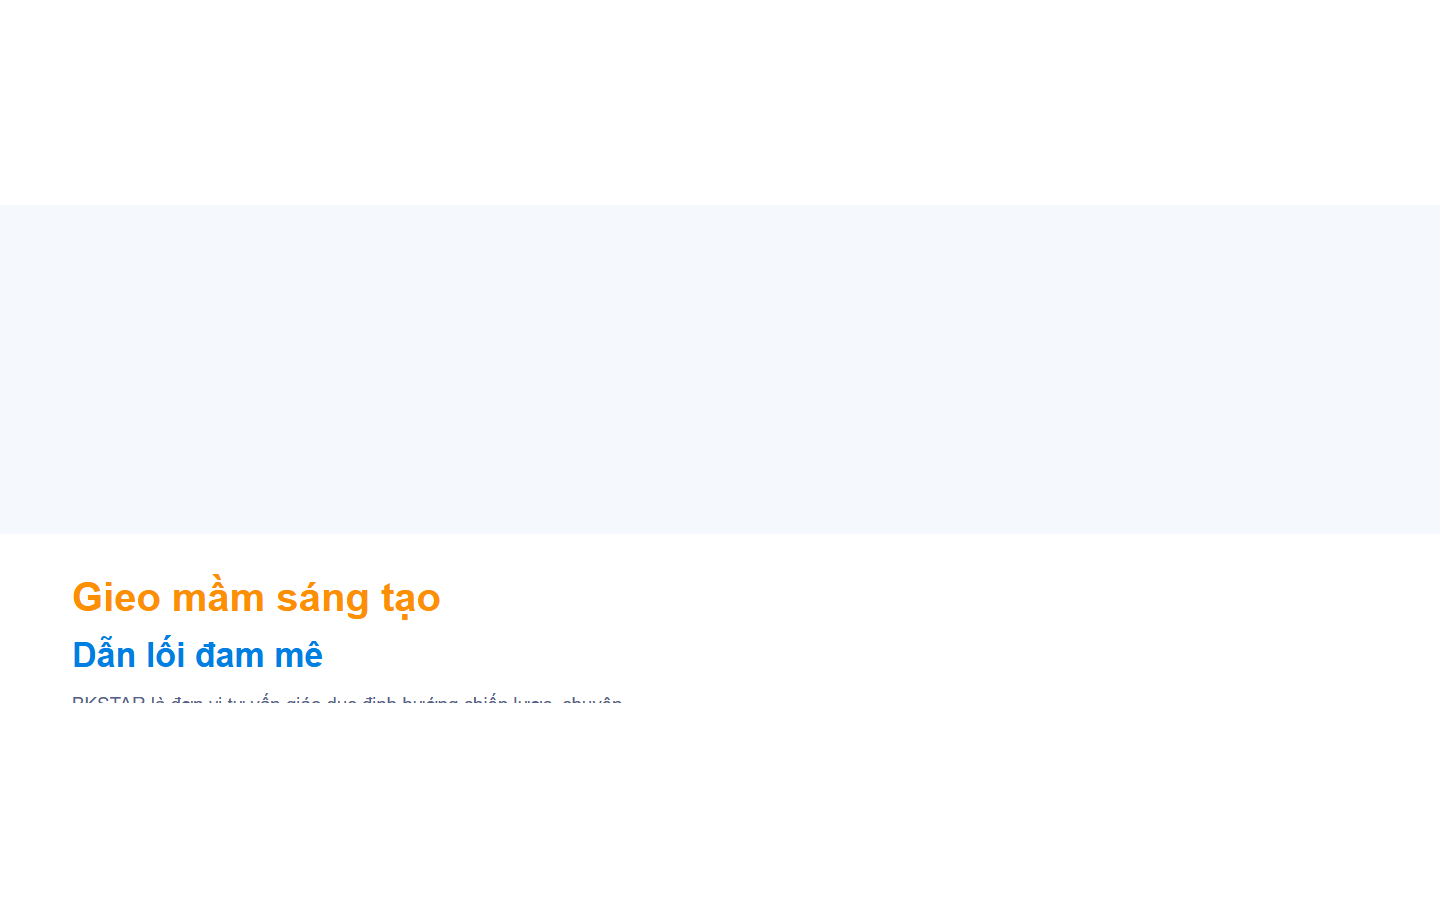 Gieo mầm sáng tạo
Dẫn lối đam mê
BKSTAR là đơn vị tư vấn giáo dục định hướng chiến lược, chuyên